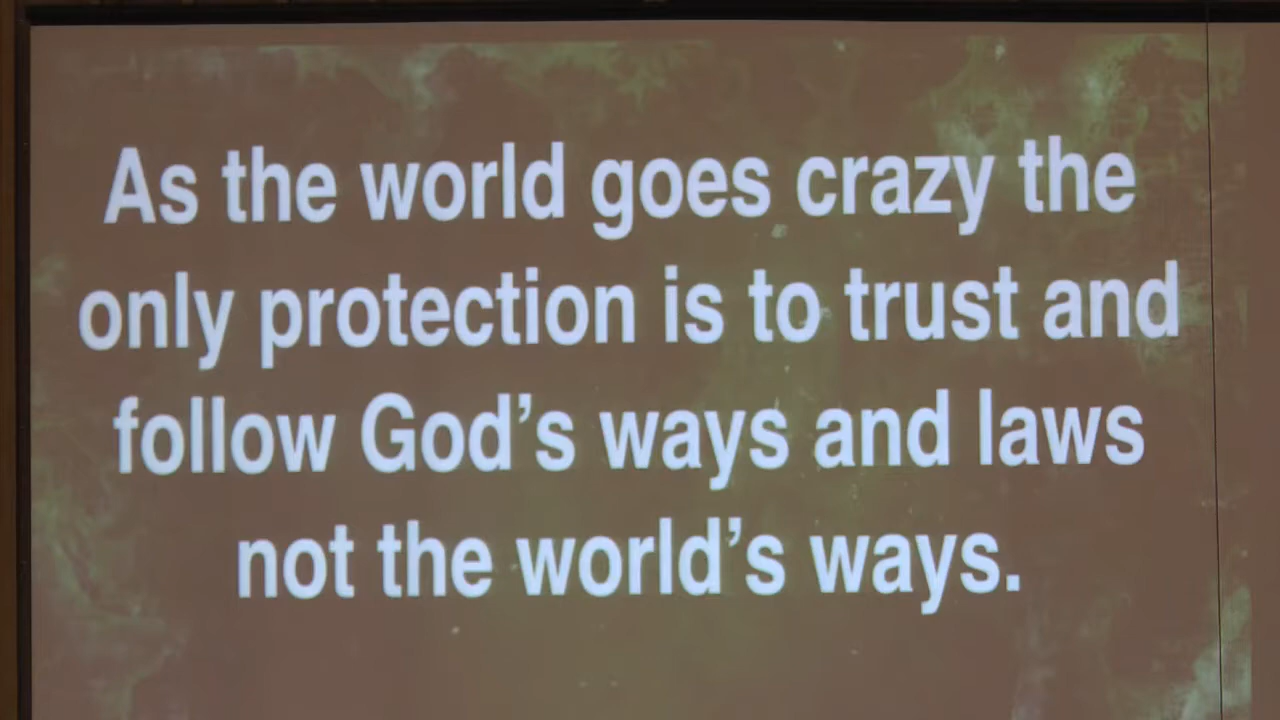 As the world goes crazy the
only protection is to trust and
follow God’s ways and laws
not the world’s ways.